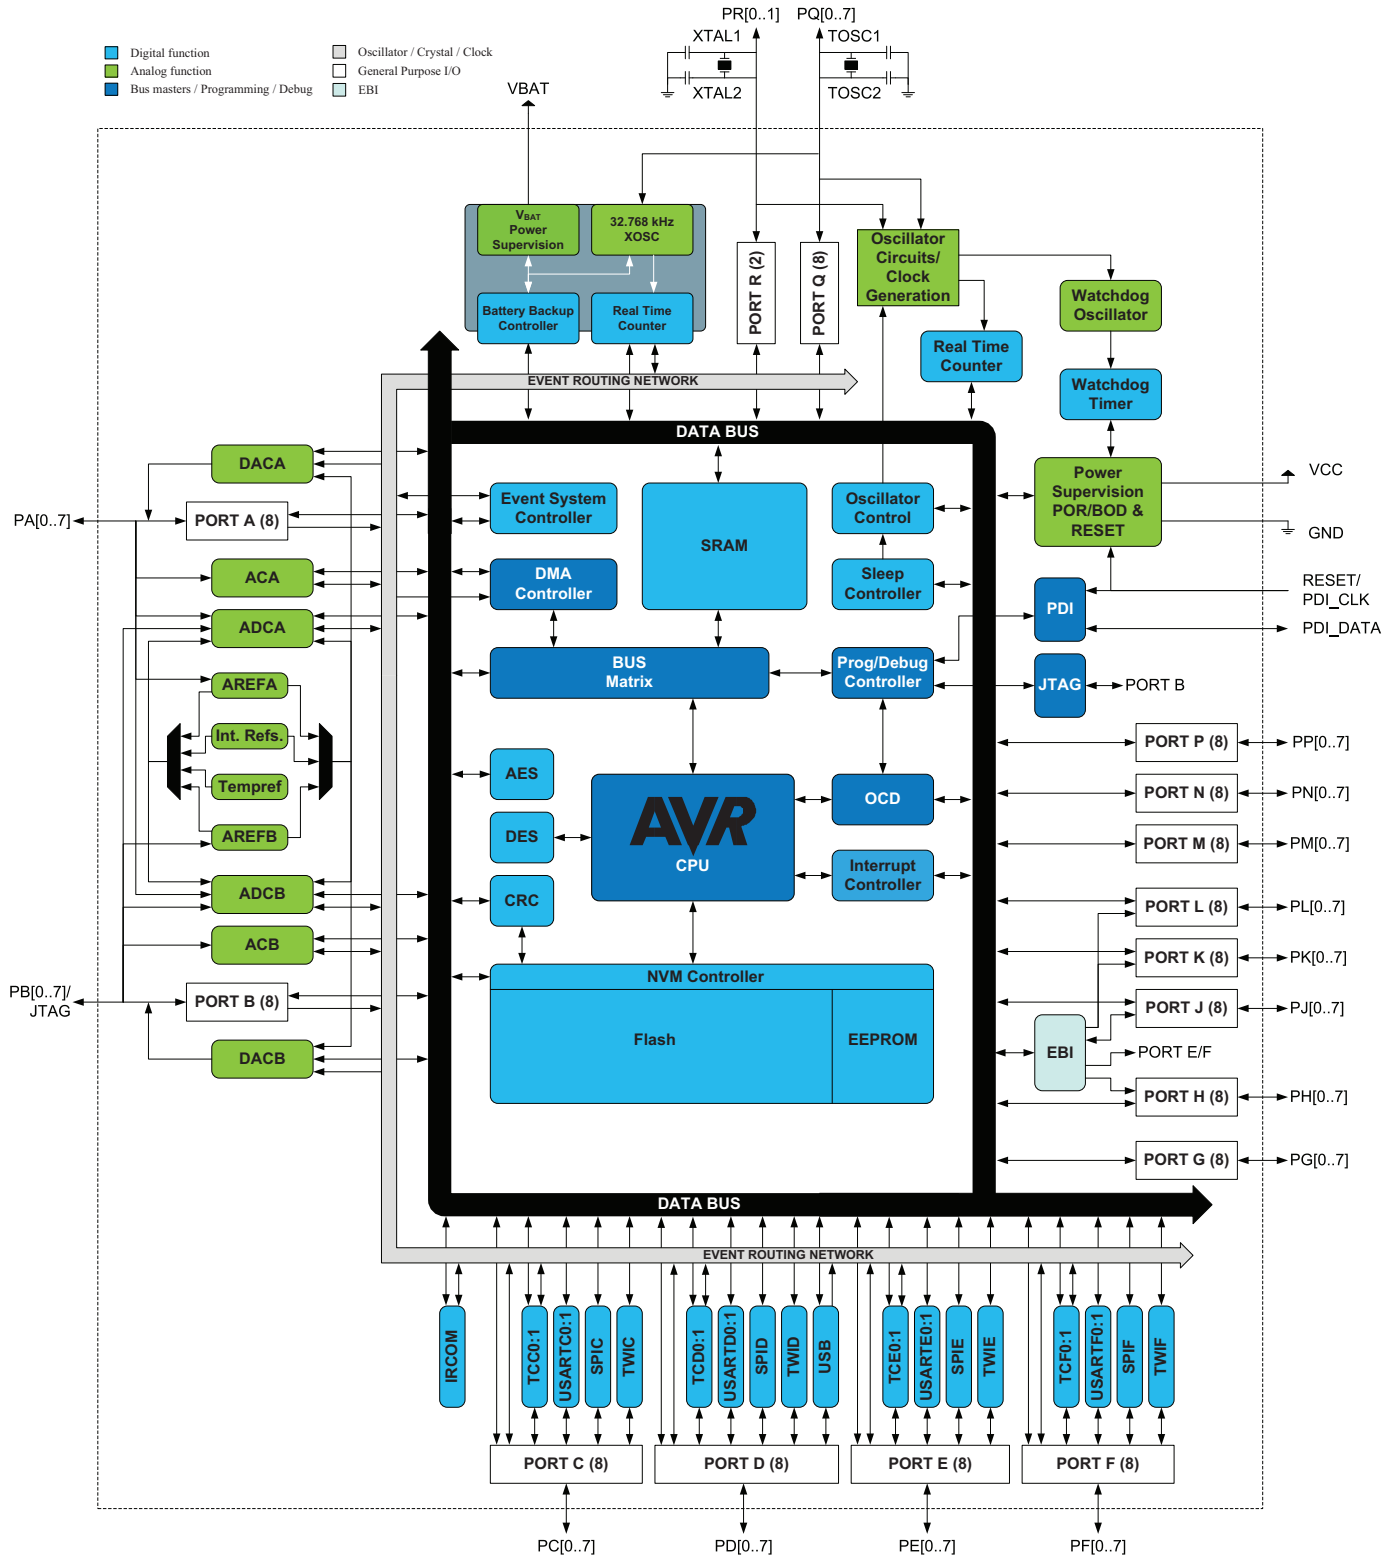 PR[0..1]
PQ[0..7]
XTAL1
TOSC1
XTAL2
TOSC2
Digital function
Analog function
Bus masters / Programming / Debug
Oscillator / Crystal / Clock
General Purpose I/O
EBI
VBAT
VBAT
Power
Supervision
32.768 kHz
XOSC
Battery Backup
Controller
Real Time
Counter
PORT R (2)
PORT Q (8)
Oscillator
Circuits/
Clock
Generation
Real Time
Counter
Watchdog
Oscillator
Watchdog
Timer
EVENT ROUTING NETWORK
DATA BUS
Power
Supervision
POR/BOD &
RESET
VCC
GND
RESET/
PDI_CLK
PDI_DATA
DACA
PA[0..7]
PORT A (8)
ACA
ADCA
AREFA
Int. Refs.
Tempref
AREFB
ADCB
ACB
PB[0..7]/
JTAG
PORT B (8)
DACB
Event System
Controller
SRAM
Oscillator
Control
DMA
Controller
Sleep
Controller
PDI
BUS
Matrix
Prog/Debug
Controller
JTAG
PORT B
AES
DES
CRC
AVR
CPU
OCD
Interrupt
Controller
NVM Controller
Flash
EEPROM
PORT P (8)
PP[0..7]
PORT N (8)
PN[0..7]
PORT M (8)
PM[0..7]
PORT L (8)
PL[0..7]
PORT K (8)
PK[0..7]
PORT J (8)
PJ[0..7]
EBI
PORT E/F
PORT H (8)
PH[0..7]
PORT G (8)
PG[0..7]
DATA BUS
EVENT ROUTING NETWORK
IRCOM
TCC0:1
USARTC0:1
SPIC
TWIC
TCD0:1
USARTD0:1
SPID
TWID
USB
TCE0:1
USARTE0:1
SPIE
TWIE
TCF0:1
USARTF0:1
SPIF
TWIF
PORT C (8)
PORT D (8)
PORT E (8)
PORT F (8)
PC[0..7]
PD[0..7]
PE[0..7]
PF[0..7]